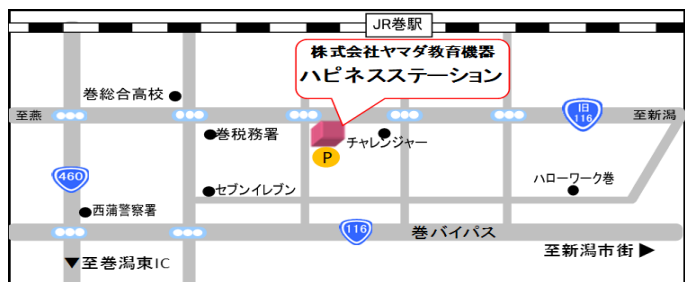 JR巻駅
株式会社ヤマダ教育機器
ハピネスステーション
巻総合高校
至燕
旧
116
至新潟
巻税務署
チャレンジャー
P
460
セブンイレブン
ハローワーク巻
西蒲警察署
116
巻バイパス
至新潟市街▶
▼至巻潟東IC